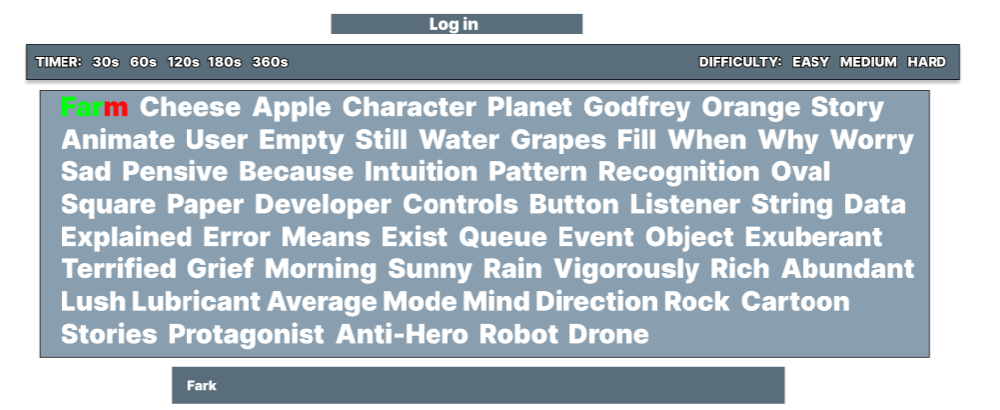 Log in
TIMER: 30s 60s 120s 180s 360s DIFFICULTY: EASY MEDIUM HARD
Farm Cheese Apple Character Planet Godfrey Orange Story
Animate User Empty Still Water Grapes Fill When Why Worry
Sad Pensive Because Intuition Pattern Recognition Oval
Square Paper Developer Controls Button Listener String Data
Explained Error Means Exist Queue Event Object Exuberant
Terrified Grief Morning Sunny Rain Vigorously Rich Abundant
Lush Lubricant Average Mode Mind Direction Rock Cartoon
Stories Protagonist Anti-Hero Robot Drone
Fark